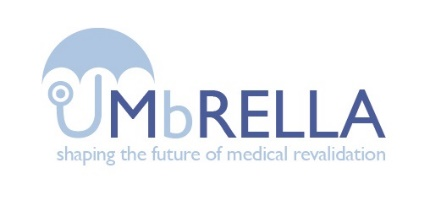 UMbRELLA
shaping the future of medical revalidation